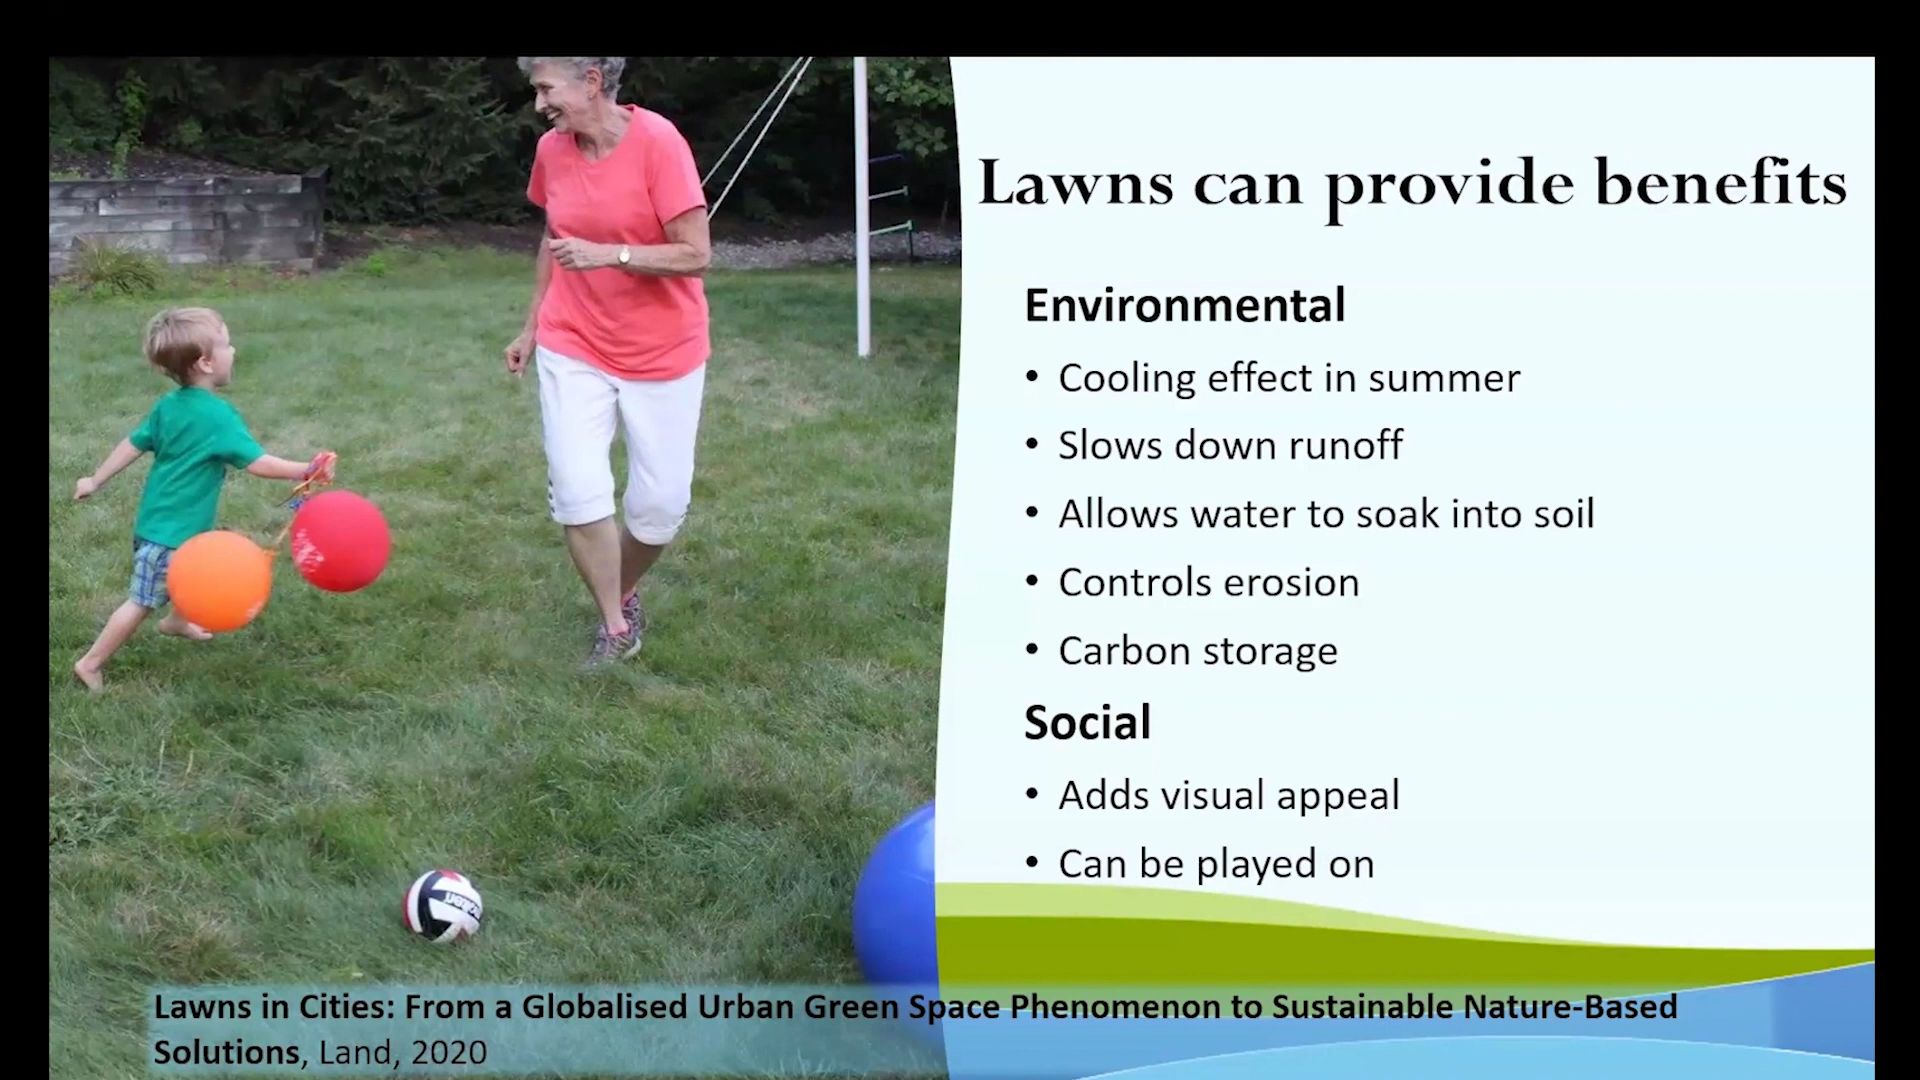 Lawns can provide benefits
Environmental
• Cooling effect in summer
• Slows down runoff
• Allows water to soak into soil
• Controls erosion
• Carbon storage
Social
• Adds visual appeal
• Can be played on
Lawns in Cities: From a Globalised Urban Green Space Phenomenon to Sustainable Nature-Based
Solutions, Land, 2020